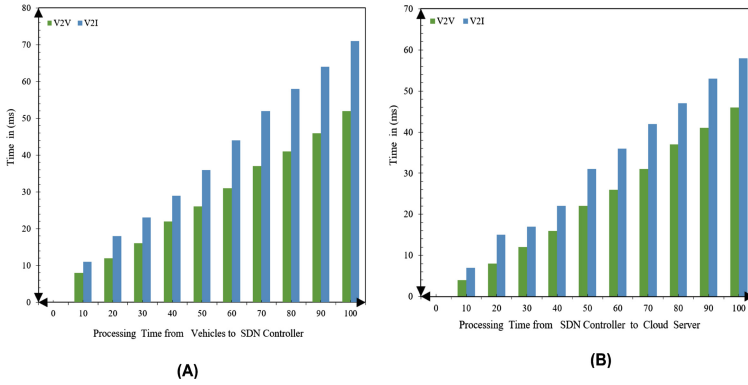 80
70
60
50
40
30
20
10
0
Time in (ms)
V2V V2I
0 10 20 30 40 50 60 70 80 90 100
Processing Time from Vehicles to SDN Controller
(A)
70
60
50
40
30
20
10
0
Time in (ms)
V2V V2I
0 10 20 30 40 50 60 70 80 90 100
Processing Time from SDN Controller to Cloud Server
(B)